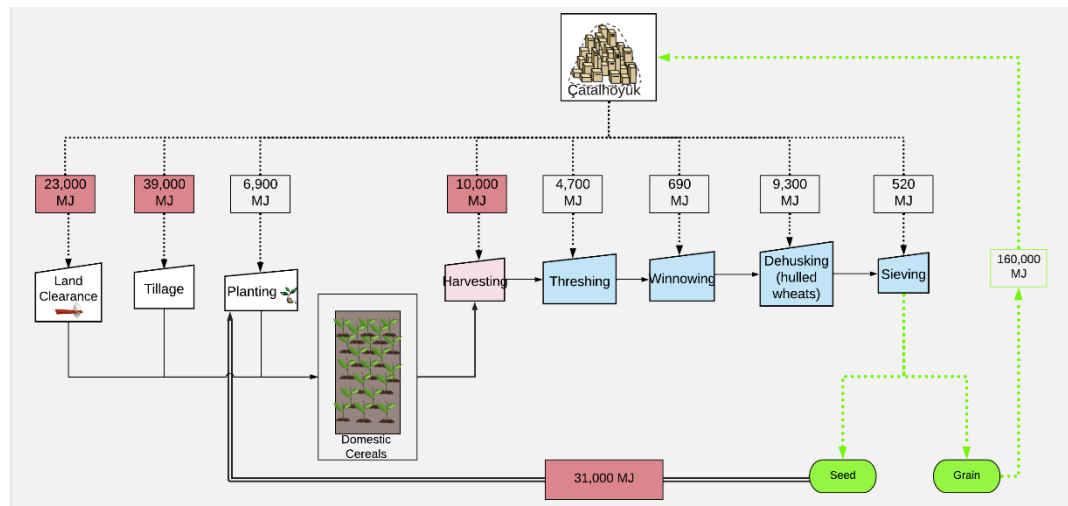 Çatalhöyük
23,000
MJ
39,000
MJ
6,900
MJ
10,000
MJ
4,700
MJ
690
MJ
9,300
MJ
520
MJ
Land
Clearance
Tillage
Planting
Harvesting
Threshing
Winnowing
Dehusking
(hulled
wheats)
Sieving
160,000
MJ
Domestic
Cereals
31,000 MJ
Seed
Grain